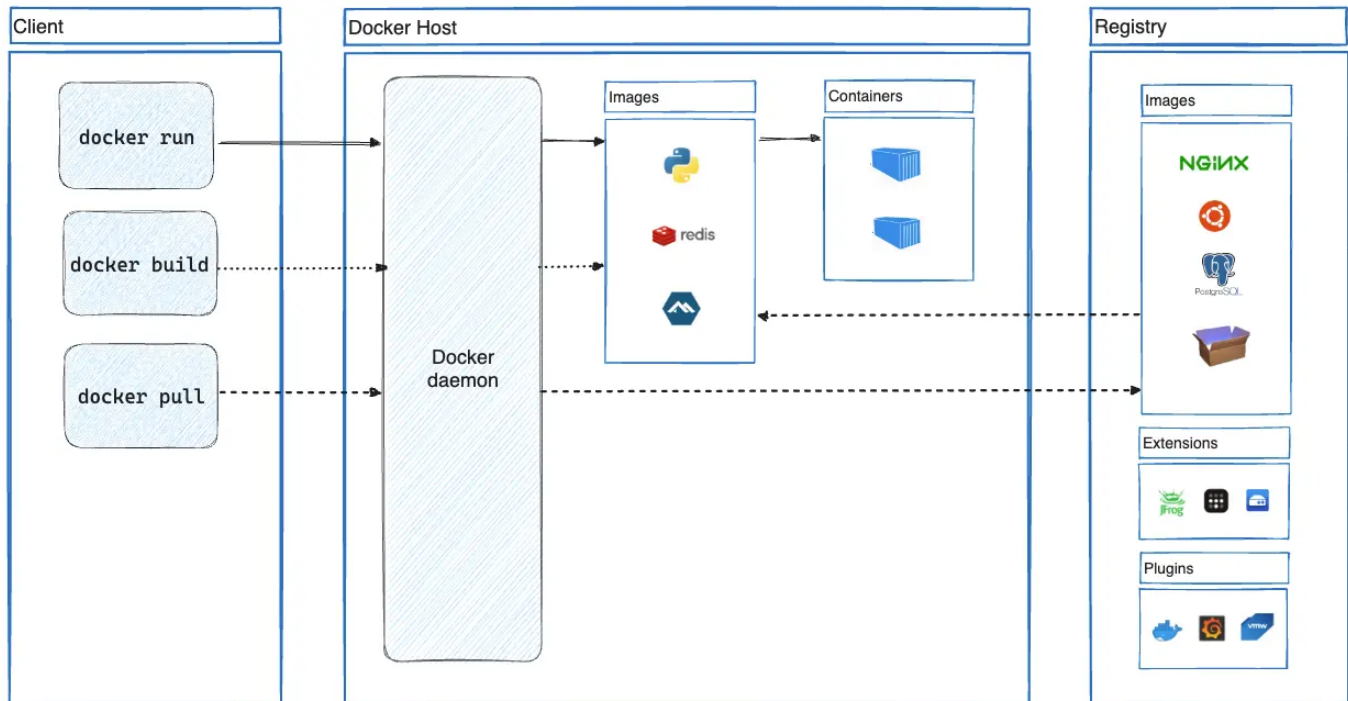 Client
docker run
docker build
docker pull
Docker Host
Docker
daemon
Images
redis
Containers
Registry
Images
NGiNX
PostgreSQL
Extensions
JFrog
Plugins
vmw